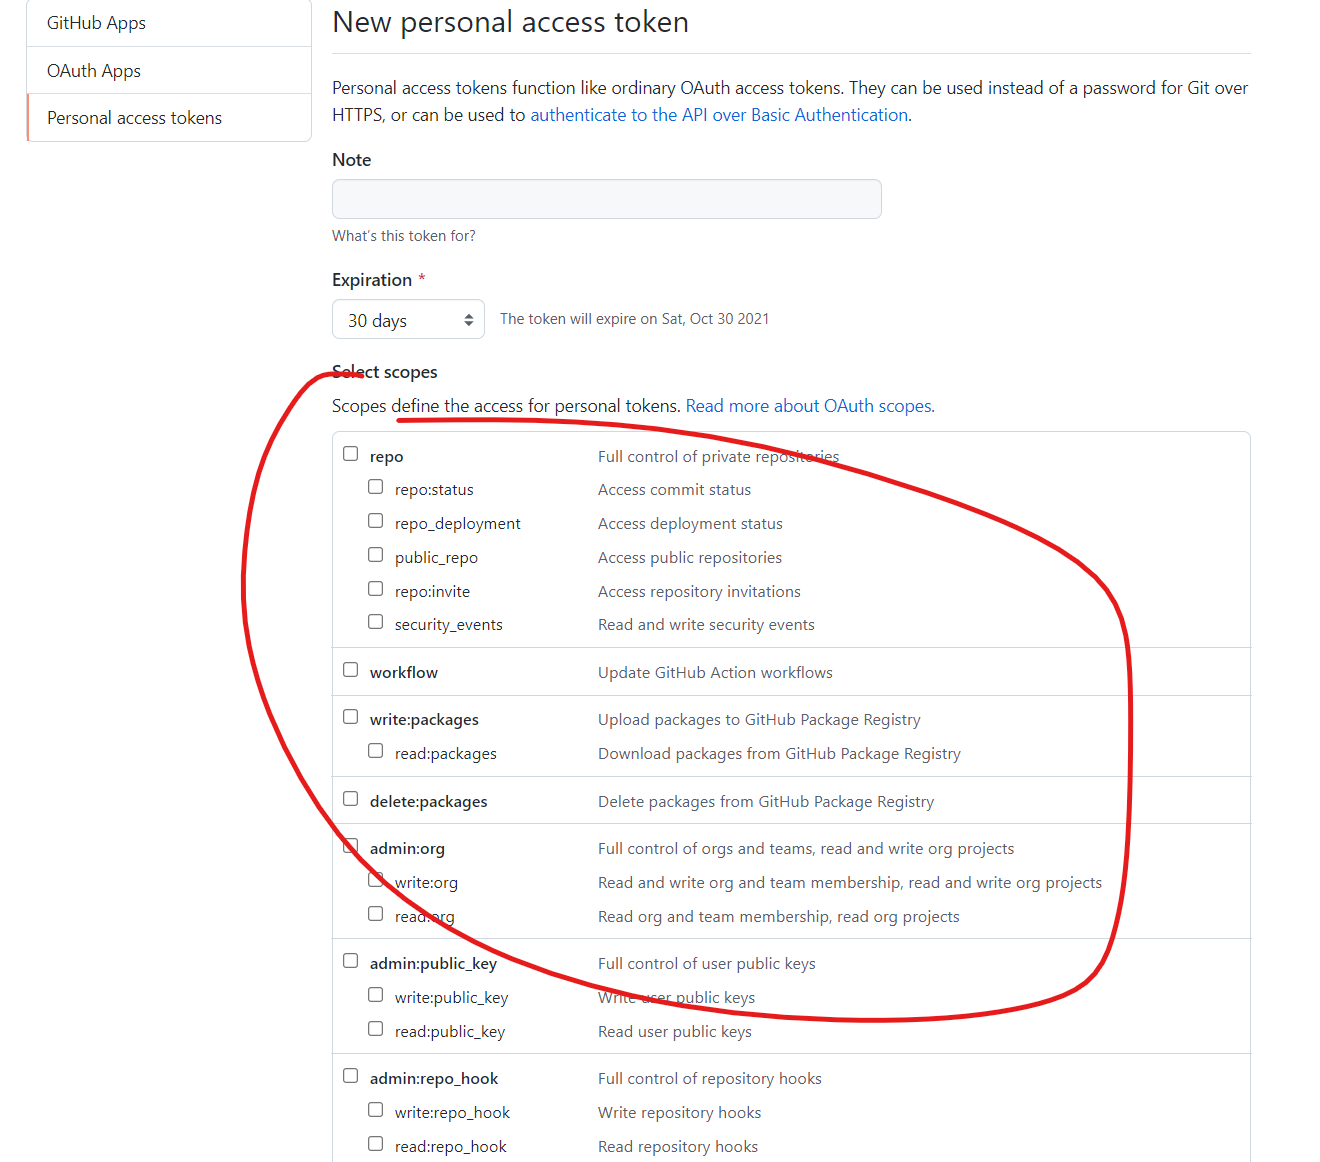 GitHub Apps
OAuth Apps
Personal access tokens
New personal access token
Personal access tokens function like ordinary OAuth access tokens. They can be used instead of a password for Git over
HTTPS, or can be used to authenticate to the API over Basic Authentication.
Note
What's this token for?
Expiration *
30 days The token will expire on Sat, Oct 30 2021
Select scopes
Scopes define the access for personal tokens. Read more about OAuth scopes.
repo Full control of private repositories
repo:status Access commit status
repo_deployment Access deployment status
public_repo Access public repositories
repo:invite Access repository invitations
security_events Read and write security events
workflow Update GitHub Action workflows
write:packages Upload packages to GitHub Package Registry
read:packages Download packages from GitHub Package Registry
delete:packages Delete packages from GitHub Package Registry
admin:org Full control of orgs and teams, read and write org projects
write:org Read and write org and team membership, read and write org projects
read:org Read org and team membership, read org projects
admin:public_key Full control of user public keys
write:public_key Write user public keys
read:public_key Read user public keys
admin:repo_hook Full control of repository hooks
write:repo_hook Write repository hooks
read:repo_hook Read repository hooks